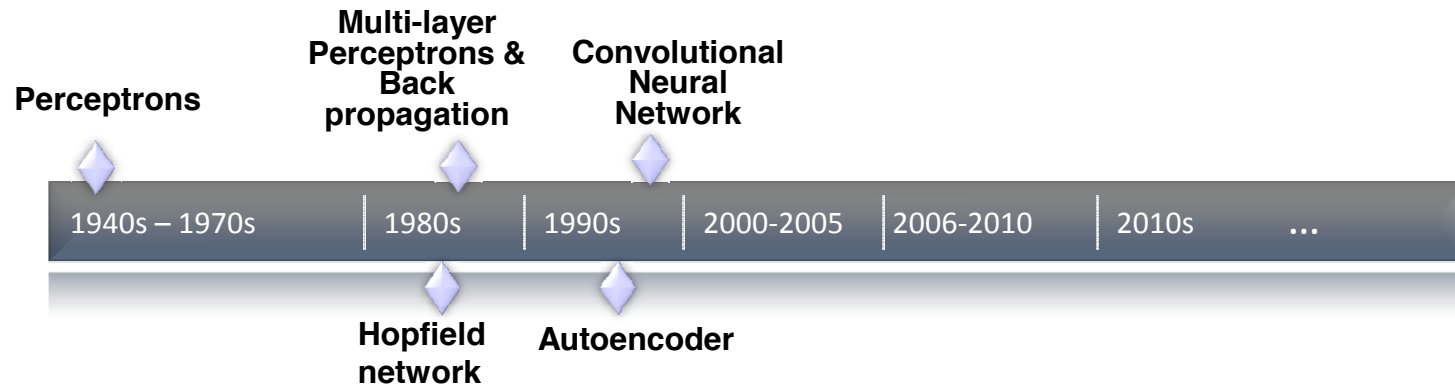 Perceptrons
Multi-layer
Perceptrons &
Back
propagation
Convolutional
Neural
Network
1940s – 1970s
1980s
1990s
2000-2005
2006-2010
2010s
...
Hopfield
network
Autoencoder